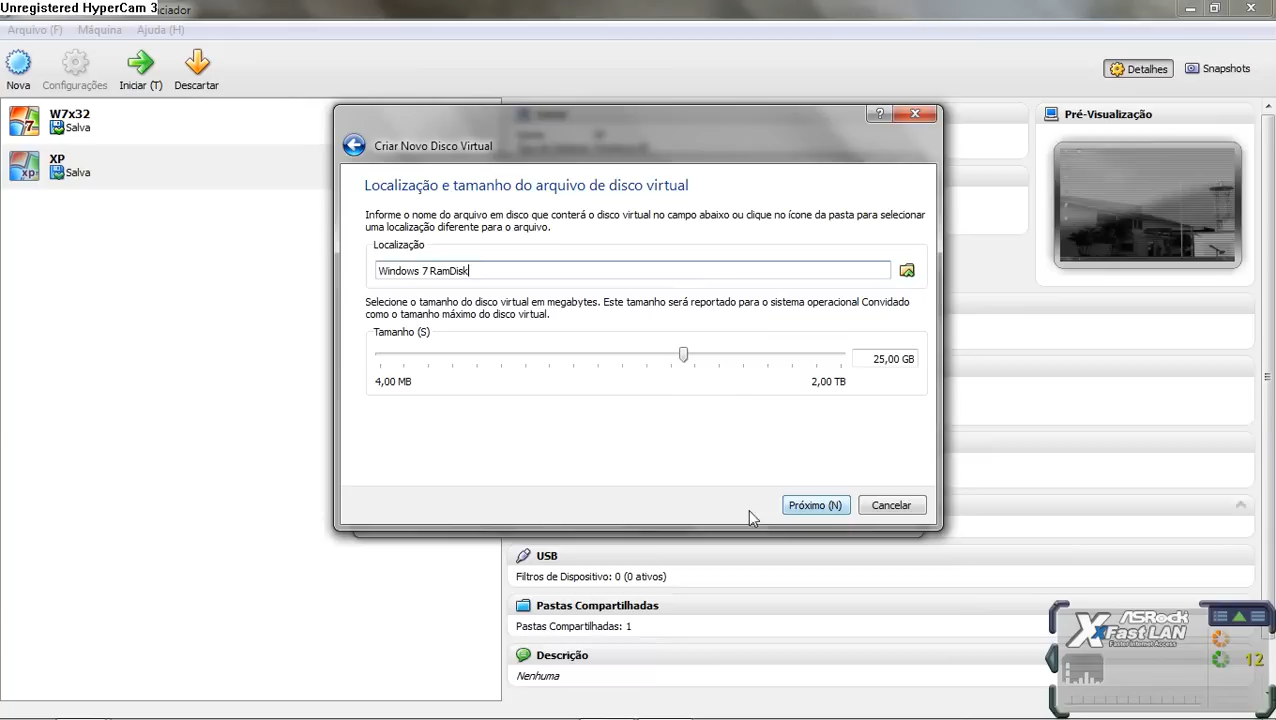 Unregistered HyperCam 3
ciador
Arquivo (F) Máquina Ajuda (H)
Nova Configurações Iniciar (T) Descartar
Detalhes Snapshots
W7x32
Salva
XP
Salva
Pré-Visualização
Criar Novo Disco Virtual
Localização e tamanho do arquivo de disco virtual
Informe o nome do arquivo em disco que conterá o disco virtual no campo abaixo ou clique no ícone da pasta para selecionar
uma localização diferente para o arquivo.
Localização
Windows 7 RamDisk
Selecione o tamanho do disco virtual em megabytes. Este tamanho será reportado para o sistema operacional Convidado
como o tamanho máximo do disco virtual.
Tamanho (S)
25,00 GB
4,00 MB 2,00 TB
Próximo (N) Cancelar
USB
Filtros de Dispositivo: 0 (0 ativos)
Pastas Compartilhadas
Pastas Compartilhadas: 1
Descrição
Nenhuma
ASRock
XFast LAN
Faster Internet Access
12